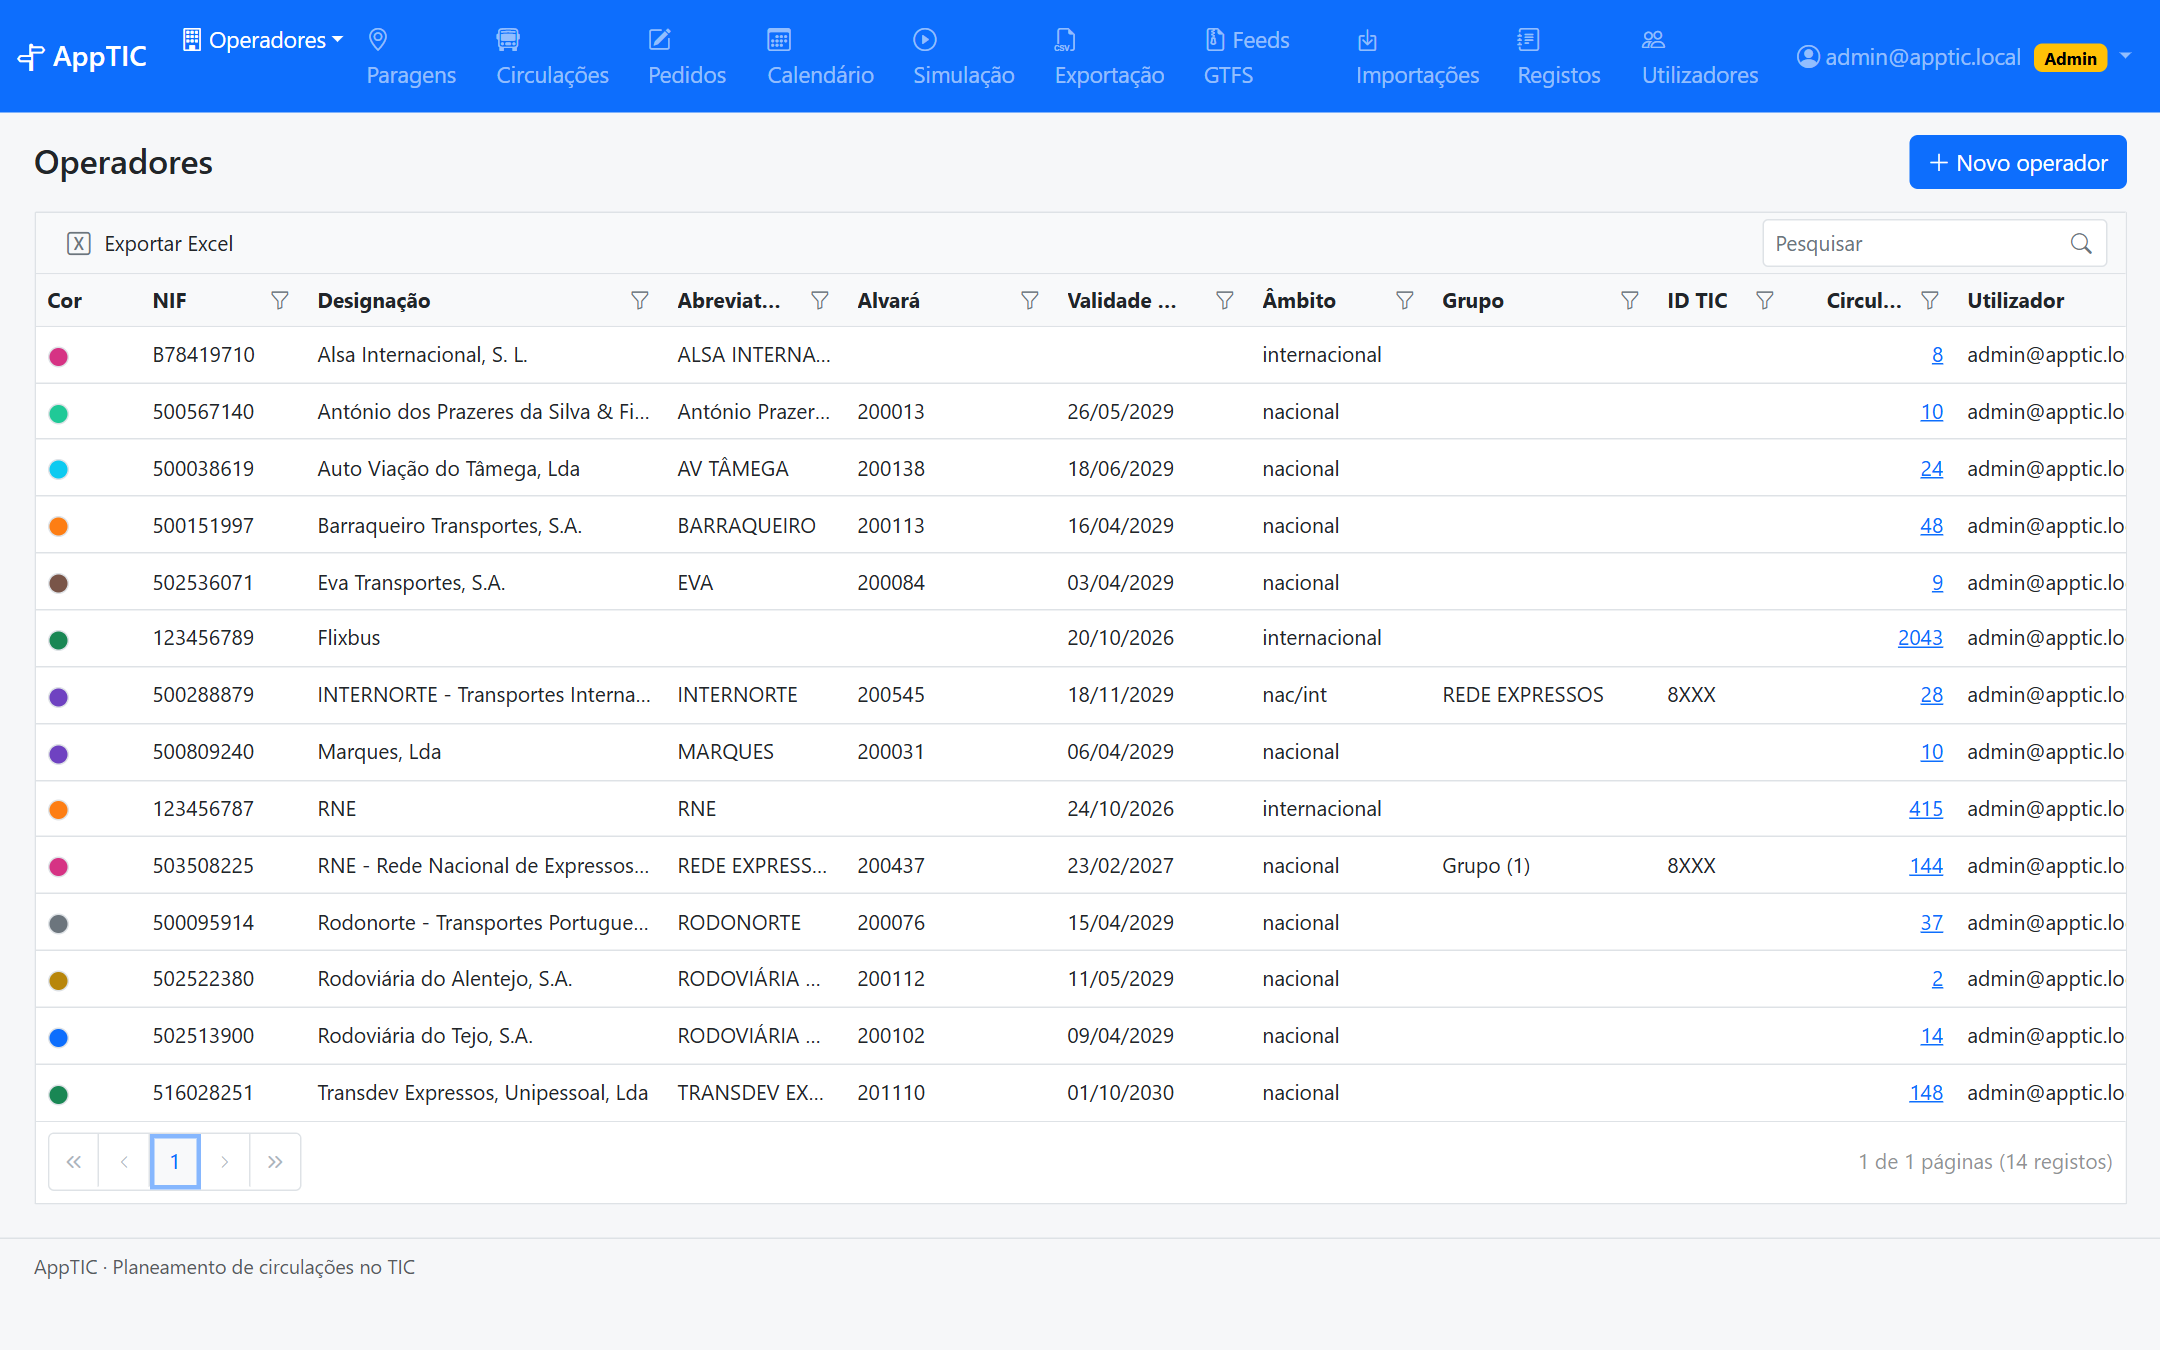 AppTIC
Operadores
Paragens
Circulações
Pedidos
Calendário
Simulação
CSV
Exportação
Feeds GTFS
Importações
Registos
Utilizadores
admin@apptic.local Admin
Operadores
+ Novo operador
X Exportar Excel
Pesquisar
Cor NIF Designação Abreviat... Alvará Validade ... Âmbito Grupo ID TIC Circul... Utilizador
B78419710 Alsa Internacional, S. L. ALSA INTERNA... internacional 8 admin@apptic.lo
500567140 António dos Prazeres da Silva & Fi... António Prazer... 200013 26/05/2029 nacional 10 admin@apptic.lo
500038619 Auto Viação do Tâmega, Lda AV TÂMEGA 200138 18/06/2029 nacional 24 admin@apptic.lo
500151997 Barraqueiro Transportes, S.A. BARRAQUEIRO 200113 16/04/2029 nacional 48 admin@apptic.lo
502536071 Eva Transportes, S.A. EVA 200084 03/04/2029 nacional 9 admin@apptic.lo
123456789 Flixbus 20/10/2026 internacional 2043 admin@apptic.lo
500288879 INTERNORTE - Transportes Interna... INTERNORTE 200545 18/11/2029 nac/int REDE EXPRESSOS 8XXX 28 admin@apptic.lo
500809240 Marques, Lda MARQUES 200031 06/04/2029 nacional 10 admin@apptic.lo
123456787 RNE RNE 24/10/2026 internacional 415 admin@apptic.lo
503508225 RNE - Rede Nacional de Expressos... REDE EXPRESS... 200437 23/02/2027 nacional Grupo (1) 8XXX 144 admin@apptic.lo
500095914 Rodonorte - Transportes Portugue... RODONORTE 200076 15/04/2029 nacional 37 admin@apptic.lo
502522380 Rodoviária do Alentejo, S.A. RODOVIÁRIA ... 200112 11/05/2029 nacional 2 admin@apptic.lo
502513900 Rodoviária do Tejo, S.A. RODOVIÁRIA ... 200102 09/04/2029 nacional 14 admin@apptic.lo
516028251 Transdev Expressos, Unipessoal, Lda TRANSDEV EX... 201110 01/10/2030 nacional 148 admin@apptic.lo
« ‹ 1 › »
1 de 1 páginas (14 registos)
AppTIC · Planeamento de circulações no TIC